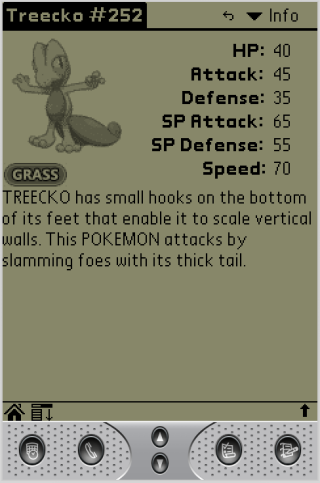 Treecko #252
Info
HP: 40
Attack: 45
Defense: 35
SP Attack: 65
SP Defense: 55
Speed: 70
GRASS
TREECKO has small hooks on the bottom
of its feet that enable it to scale vertical
walls. This POKEMON attacks by
slamming foes with its thick tail.